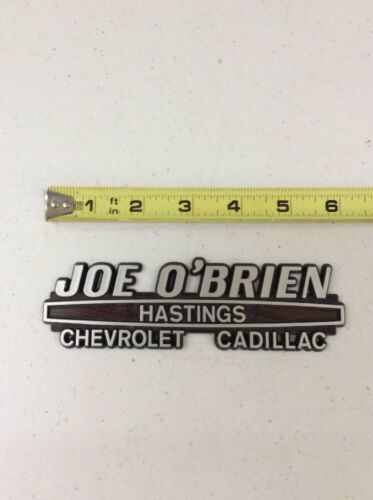 1 ft in 2 3 4 5 6
JOE O'BRIEN
HASTINGS
CHEVROLET CADILLAC